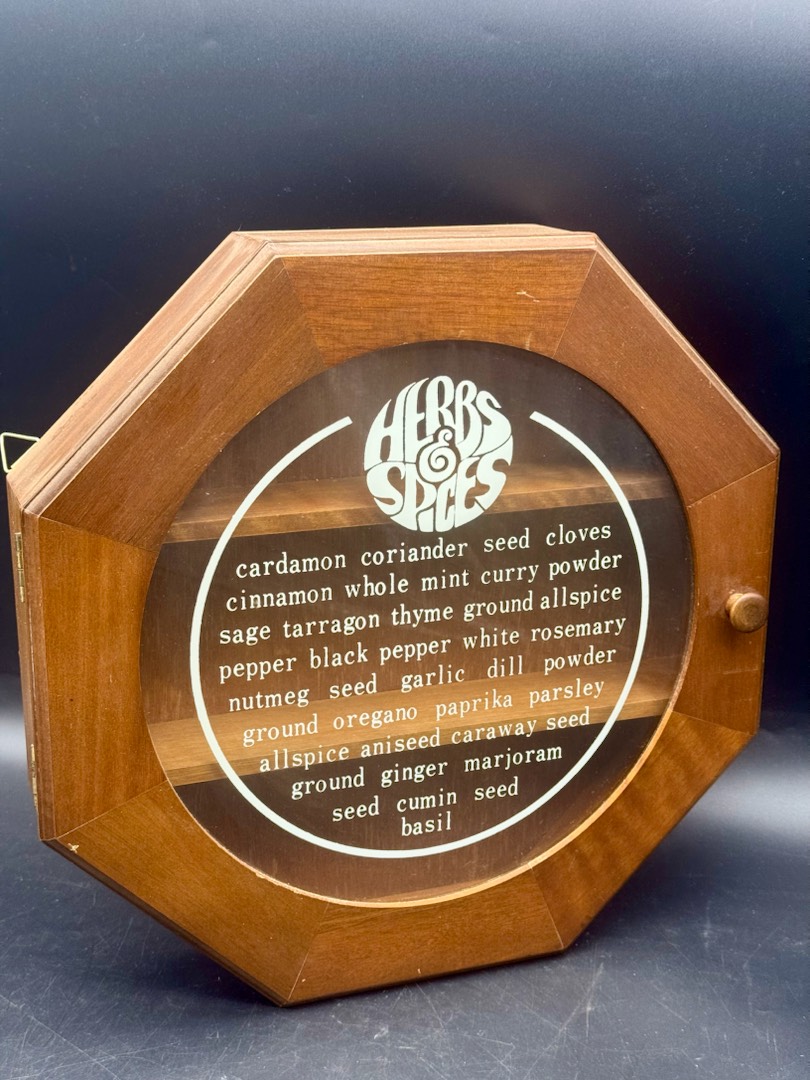 HERBS
&
SPICES
cardamon coriander seed cloves
cinnamon whole mint curry powder
sage tarragon thyme ground allspice
pepper black pepper white rosemary
nutmeg seed garlic dill powder
ground oregano paprika parsley
allspice aniseed caraway seed
ground ginger marjoram
seed cumin seed
basil